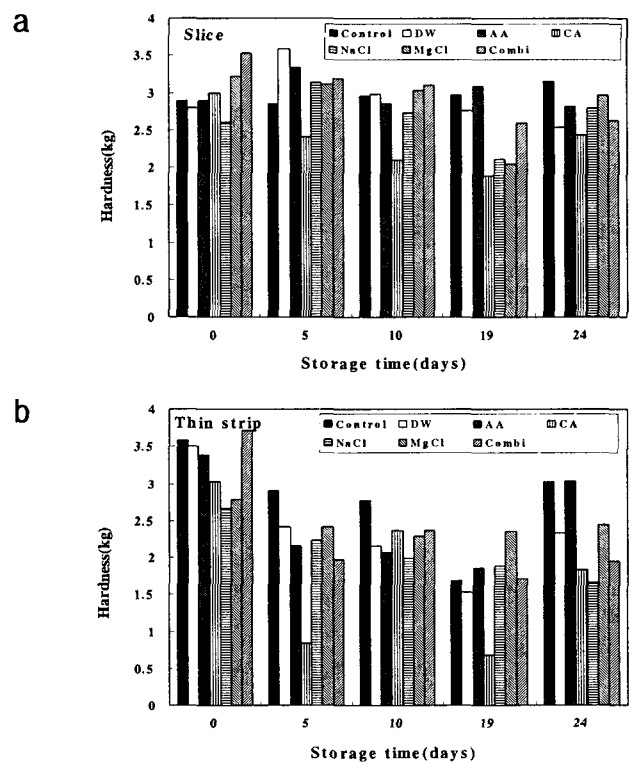 a
Slice
Control DW AA CA
NaCl MgCl Combi
Hardness(kg)
4
3.5
3
2.5
2
1.5
1
0.5
0
0 5 10 19 24
Storage time(days)
b
Thin strip
Control DW AA CA
NaCl MgCl Combi
Hardness(kg)
4
3.5
3
2.5
2
1.5
1
0.5
0
0 5 10 19 24
Storage time(days)